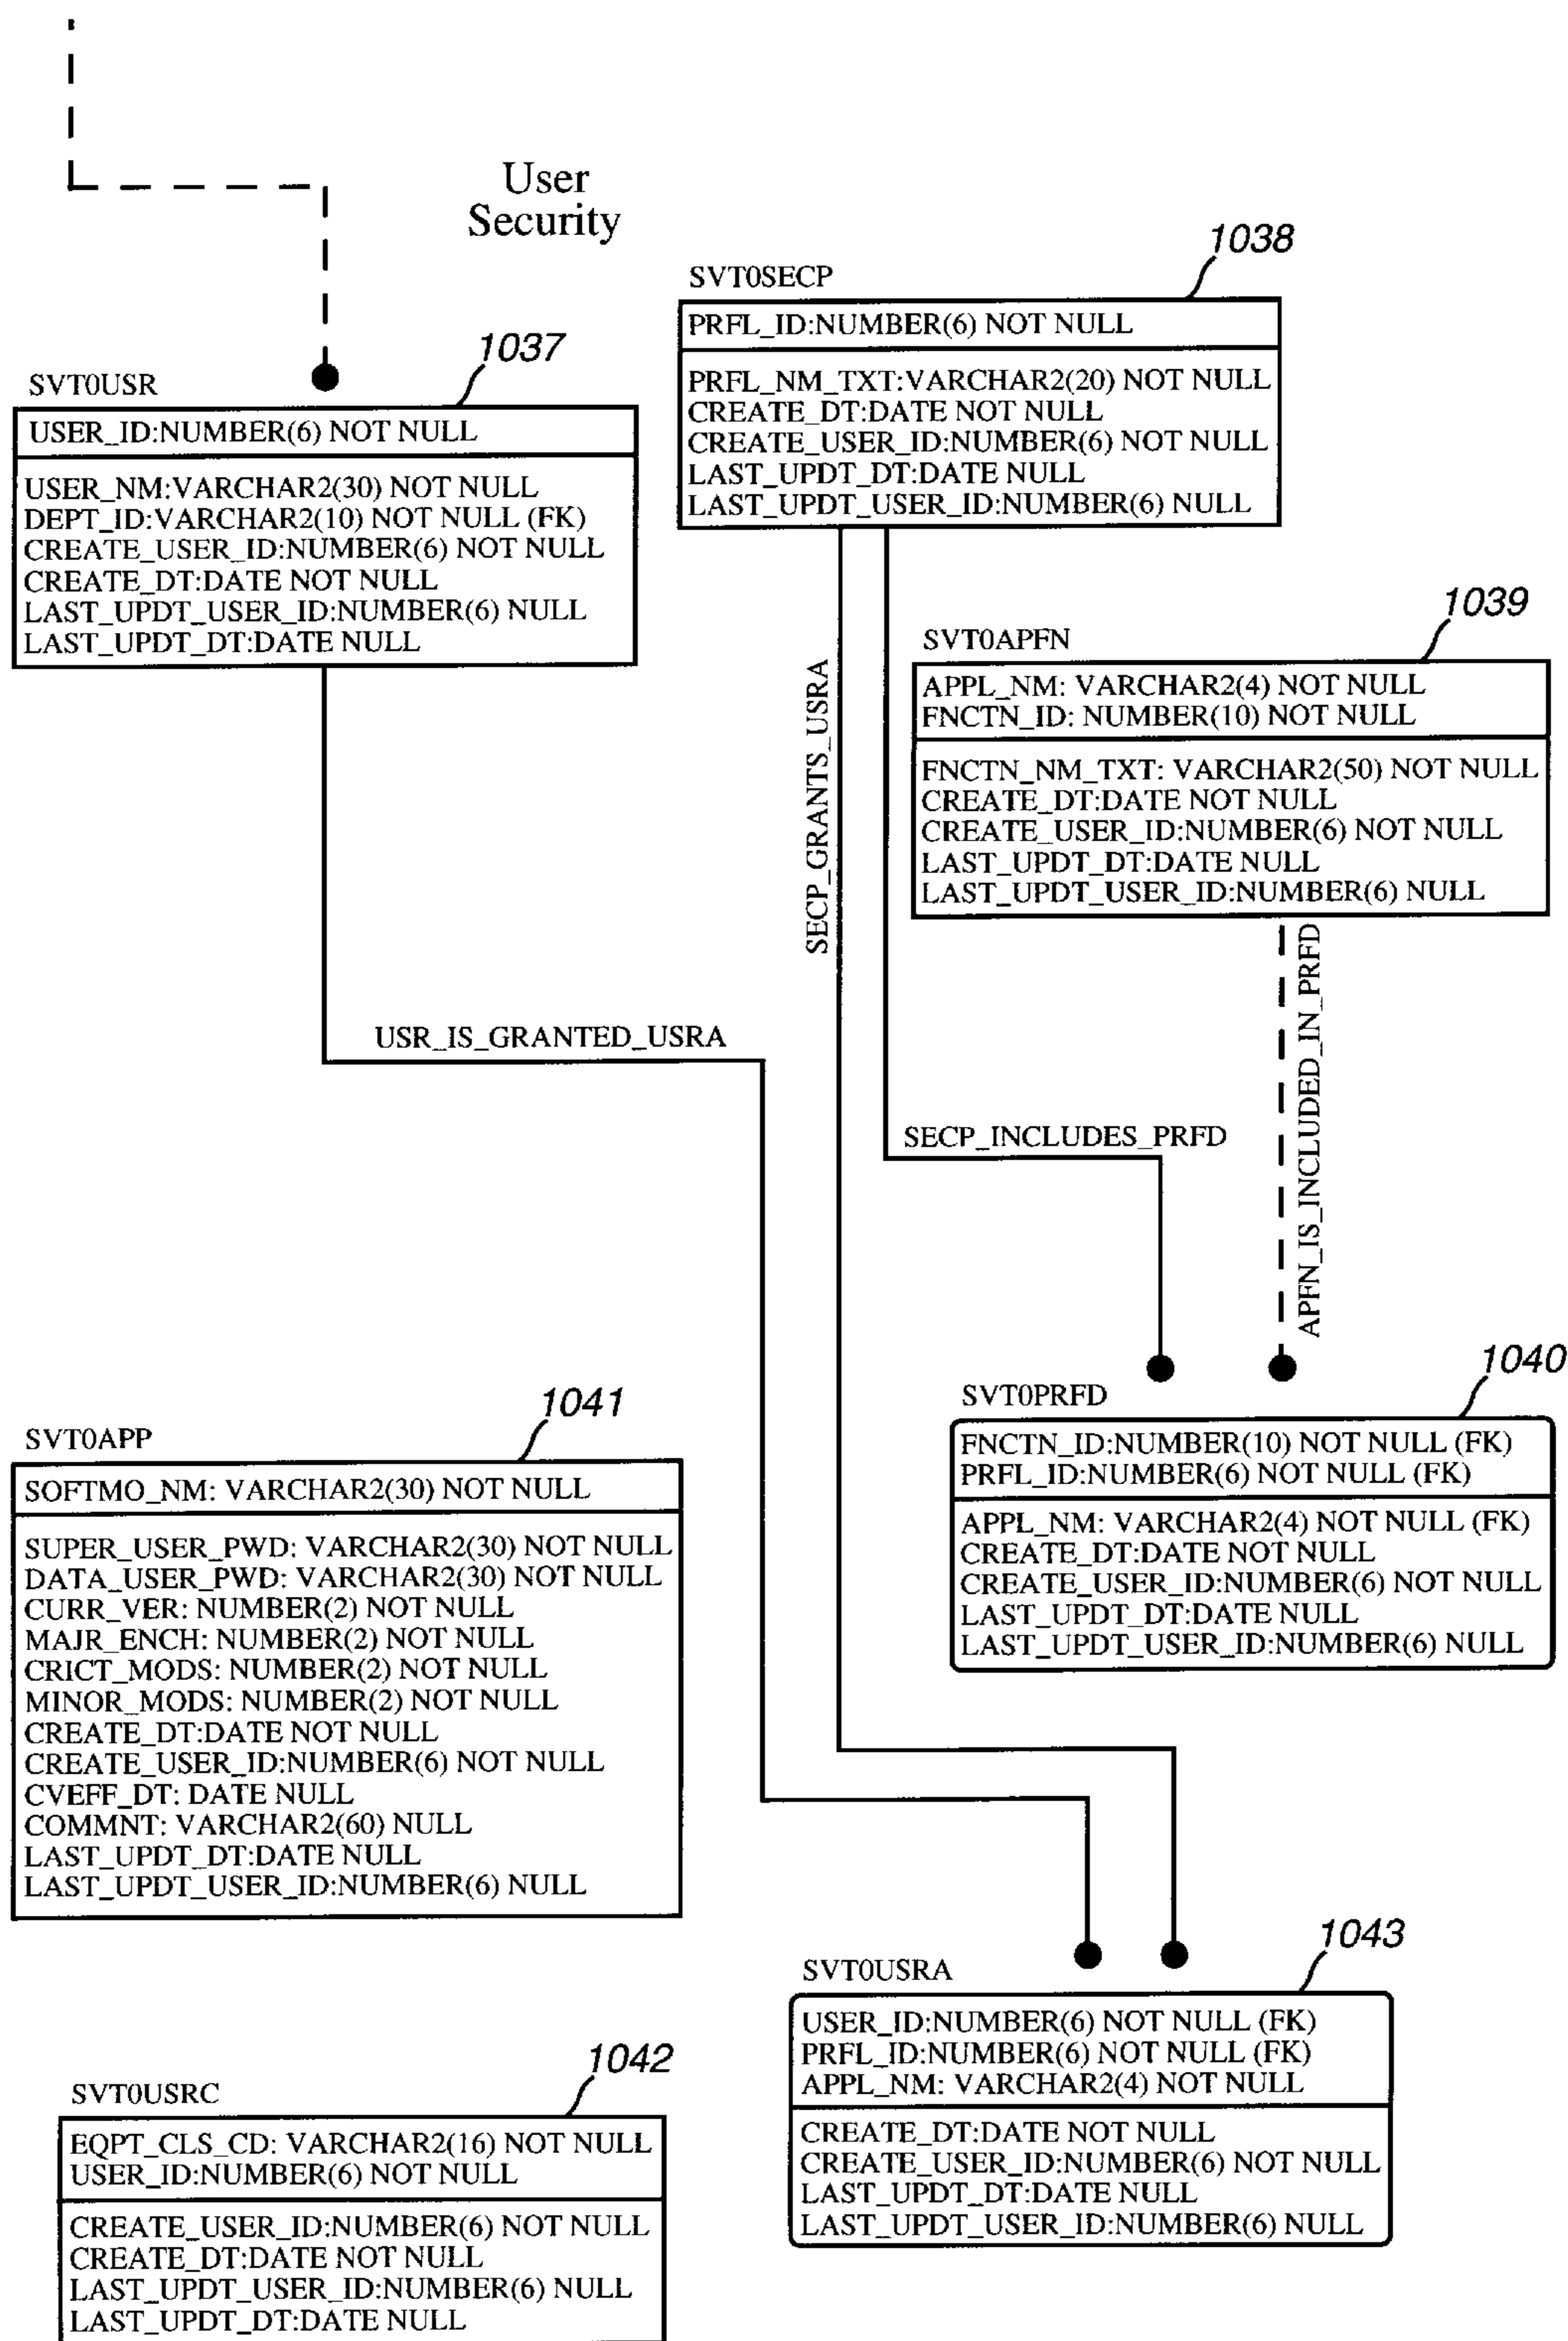 User
Security
1037
SVT0USR
USER_ID:NUMBER(6) NOT NULL
USER_NM:VARCHAR2(30) NOT NULL
DEPT_ID:VARCHAR2(10) NOT NULL (FK)
CREATE_USER_ID:NUMBER(6) NOT NULL
CREATE_DT:DATE NOT NULL
LAST_UPDT_USER_ID:NUMBER(6) NULL
LAST_UPDT_DT:DATE NULL
1038
SVT0SECP
PRFL_ID:NUMBER(6) NOT NULL
PRFL_NM_TXT:VARCHAR2(20) NOT NULL
CREATE_DT:DATE NOT NULL
CREATE_USER_ID:NUMBER(6) NOT NULL
LAST_UPDT_DT:DATE NULL
LAST_UPDT_USER_ID:NUMBER(6) NULL
1039
SVT0APFN
APPL_NM: VARCHAR2(4) NOT NULL
FNCTN_ID: NUMBER(10) NOT NULL
FNCTN_NM_TXT: VARCHAR2(50) NOT NULL
CREATE_DT:DATE NOT NULL
CREATE_USER_ID:NUMBER(6) NOT NULL
LAST_UPDT_DT:DATE NULL
LAST_UPDT_USER_ID:NUMBER(6) NULL
SECP_GRANTS_USRA
USR_IS_GRANTED_USRA
SECP_INCLUDES_PRFD
APFN_IS_INCLUDED_IN_PRFD
1040
SVT0PRFD
FNCTN_ID:NUMBER(10) NOT NULL (FK)
PRFL_ID:NUMBER(6) NOT NULL (FK)
APPL_NM: VARCHAR2(4) NOT NULL (FK)
CREATE_DT:DATE NOT NULL
CREATE_USER_ID:NUMBER(6) NOT NULL
LAST_UPDT_DT:DATE NULL
LAST_UPDT_USER_ID:NUMBER(6) NULL
1041
SVT0APP
SOFTMO_NM: VARCHAR2(30) NOT NULL
SUPER_USER_PWD: VARCHAR2(30) NOT NULL
DATA_USER_PWD: VARCHAR2(30) NOT NULL
CURR_VER: NUMBER(2) NOT NULL
MAJR_ENCH: NUMBER(2) NOT NULL
CRICT_MODS: NUMBER(2) NOT NULL
MINOR_MODS: NUMBER(2) NOT NULL
CREATE_DT:DATE NOT NULL
CREATE_USER_ID:NUMBER(6) NOT NULL
CVEFF_DT: DATE NULL
COMMNT: VARCHAR2(60) NULL
LAST_UPDT_DT:DATE NULL
LAST_UPDT_USER_ID:NUMBER(6) NULL
1042
SVT0USRC
EQPT_CLS_CD: VARCHAR2(16) NOT NULL
USER_ID:NUMBER(6) NOT NULL
CREATE_USER_ID:NUMBER(6) NOT NULL
CREATE_DT:DATE NOT NULL
LAST_UPDT_USER_ID:NUMBER(6) NULL
LAST_UPDT_DT:DATE NULL
1043
SVT0USRA
USER_ID:NUMBER(6) NOT NULL (FK)
PRFL_ID:NUMBER(6) NOT NULL (FK)
APPL_NM: VARCHAR2(4) NOT NULL
CREATE_DT:DATE NOT NULL
CREATE_USER_ID:NUMBER(6) NOT NULL
LAST_UPDT_DT:DATE NULL
LAST_UPDT_USER_ID:NUMBER(6) NULL